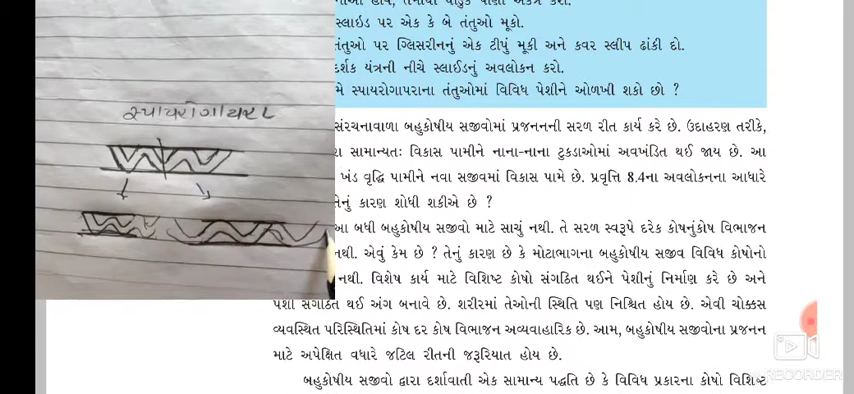 સ્લાઇડ પર એક કે બે તંતુઓ મૂકો.
તંતુઓ પર ગ્લિસરીનનું એક ટીપું મૂકી અને કવર સ્લીપ ઢાંકી દો.
દર્શક યંત્રની નીચે સ્લાઈડનું અવલોકન કરો.
મે સ્પાયરોગાયરાના તંતુઓમાં વિવિધ પેશીને ઓળખી શકો છો ?
સ્પાયરોગાયરા
સંરચનાવાળા બહુકોષીય સજીવોમાં પ્રજનનની સરળ રીત કાર્ય કરે છે. ઉદાહરણ તરીકે,
રા સામાન્યતઃ વિકાસ પામીને નાના-નાના ટુકડાઓમાં અવખંડિત થઈ જાય છે. આ
ખંડ વૃદ્ધિ પામીને નવા સજીવમાં વિકાસ પામે છે. પ્રવૃત્તિ 8.4ના અવલોકનના આધારે
તેનું કારણ શોધી શકીએ છે ?
આ બધી બહુકોષીય સજીવો માટે સાચું નથી. તે સરળ સ્વરૂપે દરેક કોષનુંકોષ વિભાજન
નથી. એવું કેમ છે ? તેનું કારણ છે કે મોટાભાગના બહુકોષીય સજીવ વિવિધ કોષોનો
નથી. વિશેષ કાર્ય માટે વિશિષ્ટ કોષો સંગઠિત થઈને પેશીનું નિર્માણ કરે છે અને
પેશી સંગઠિત થઈ અંગ બનાવે છે. શરીરમાં તેઓની સ્થિતિ પણ નિશ્ચિત હોય છે. એવી ચોક્કસ
વ્યવસ્થિત પરિસ્થિતિમાં કોષ દર કોષ વિભાજન અવ્યવાહારિક છે. આમ, બહુકોષીય સજીવોના પ્રજનન
માટે અપેક્ષિત વધારે જટિલ રીતની જરૂરિયાત હોય છે.
બહુકોષીય સજીવો દ્વારા દર્શાવાતી એક સામાન્ય પદ્ધતિ છે કે વિવિધ પ્રકારના કોષો વિશિષ્ટ
RECORDER